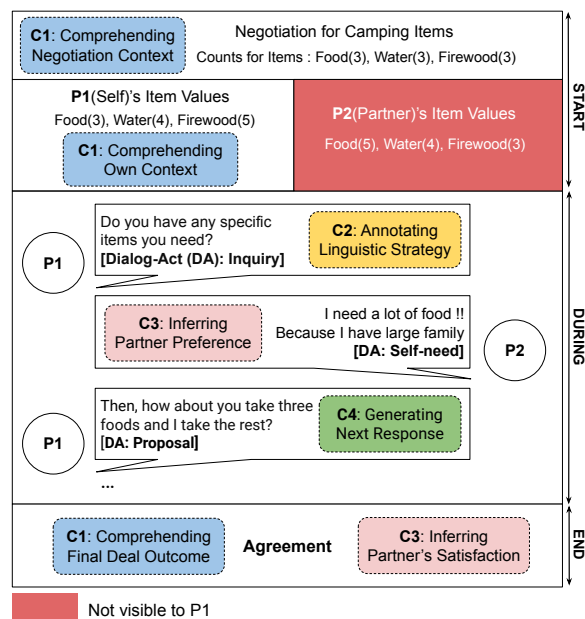 C1: Comprehending
Negotiation Context
Negotiation for Camping Items
Counts for Items : Food(3), Water(3), Firewood(3)
START
P1(Self)'s Item Values
Food(3), Water(4), Firewood(5)
C1: Comprehending
Own Context
P2(Partner)'s Item Values
Food(5), Water(4), Firewood(3)
DURING
P1
Do you have any specific
items you need?
[Dialog-Act (DA): Inquiry]
C2: Annotating
Linguistic Strategy
C3: Inferring
Partner Preference
I need a lot of food !!
Because I have large family
[DA: Self-need]
P2
P1
Then, how about you take three
foods and I take the rest?
[DA: Proposal]
C4: Generating
Next Response
...
C1: Comprehending
Final Deal Outcome
Agreement
C3: Inferring
Partner's Satisfaction
END
Not visible to P1